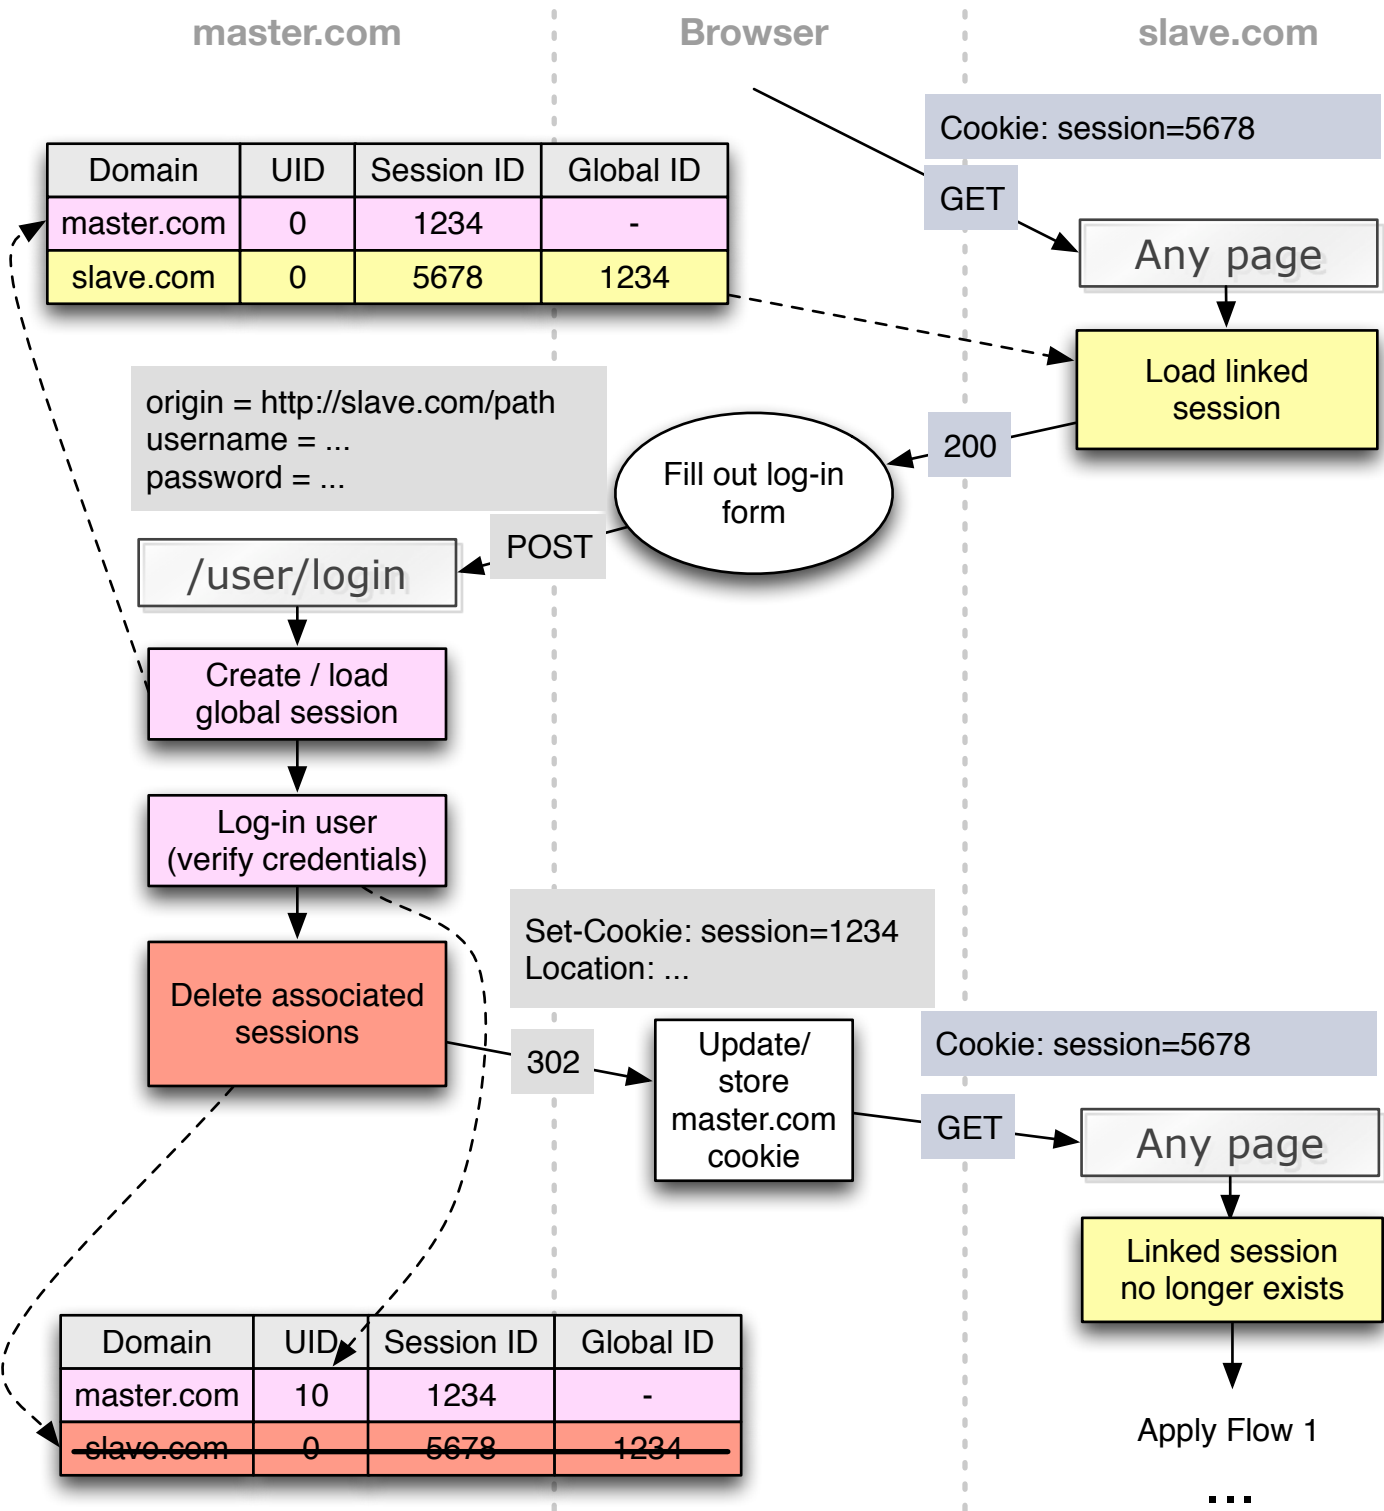 master.com Browser slave.com
Cookie: session=5678
GET
Domain UID Session ID Global ID
master.com 0 1234 -
slave.com 0 5678 1234
Any page
Load linked
session
200
origin = http://slave.com/path
username = ...
password = ...
Fill out log-in
form
POST
/user/login
Create / load
global session
Log-in user
(verify credentials)
Delete associated
sessions
Set-Cookie: session=1234
Location: ...
302
Update/
store
master.com
cookie
Cookie: session=5678
GET
Any page
Linked session
no longer exists
Domain UID Session ID Global ID
master.com 10 1234 -
slave.com 0 5678 1234
Apply Flow 1
...